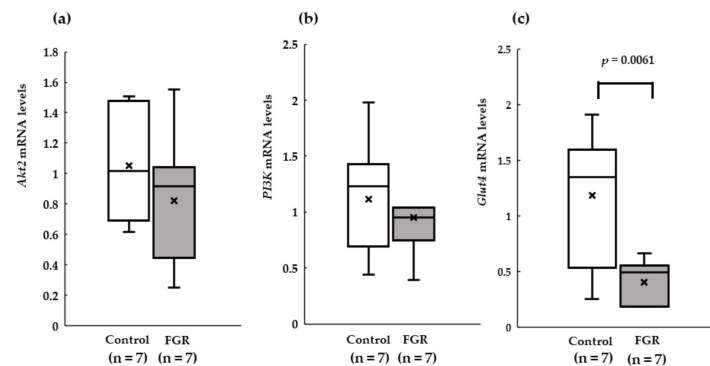 (a)
Akt2 mRNA levels
1.8
1.6
1.4
1.2
1
0.8
0.6
0.4
0.2
0
Control
(n = 7)
FGR
(n = 7)
(b)
PI3K mRNA levels
2.5
2
1.5
1
0.5
0
Control
(n = 7)
FGR
(n = 7)
(c)
Glut4 mRNA levels
2.5
2
1.5
1
0.5
0
p = 0.0061
Control
(n = 7)
FGR
(n = 7)